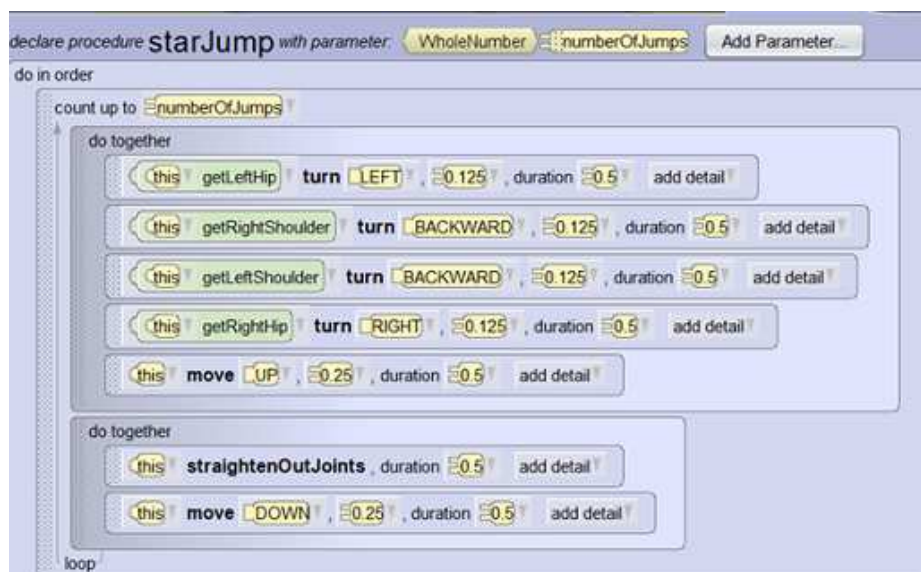 declare procedure starJump with parameter: WholeNumber numberOfJumps Add Parameter...
do in order
count up to numberOfJumps
do together
this getLeftHip turn LEFT , 0.125 , duration 0.5 add detail
this getRightShoulder turn BACKWARD , 0.125 , duration 0.5 add detail
this getLeftShoulder turn BACKWARD , 0.125 , duration 0.5 add detail
this getRightHip turn RIGHT , 0.125 , duration 0.5 add detail
this move UP , 0.25 , duration 0.5 add detail
do together
this straightenOutJoints , duration 0.5 add detail
this move DOWN , 0.25 , duration 0.5 add detail
loop